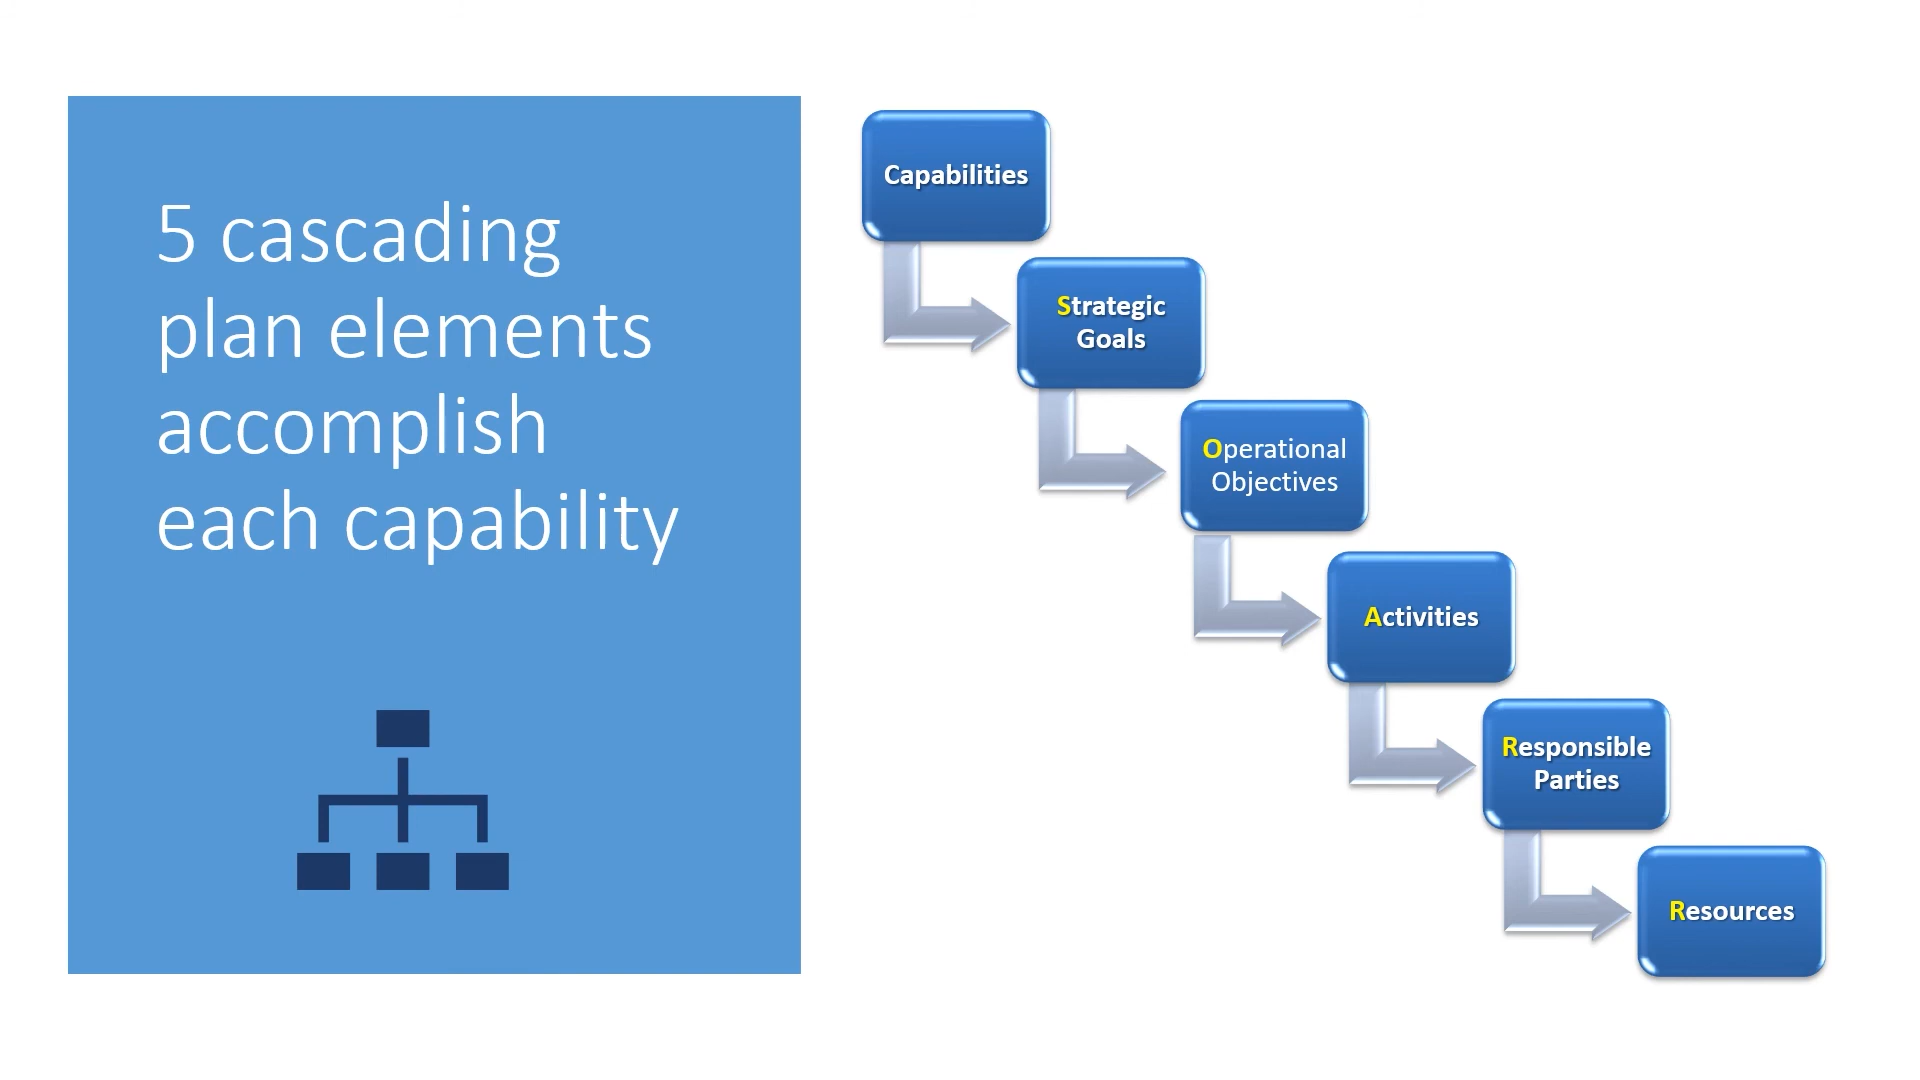 5 cascading
plan elements
accomplish
each capability
Capabilities
Strategic
Goals
Operational
Objectives
Activities
Responsible
Parties
Resources